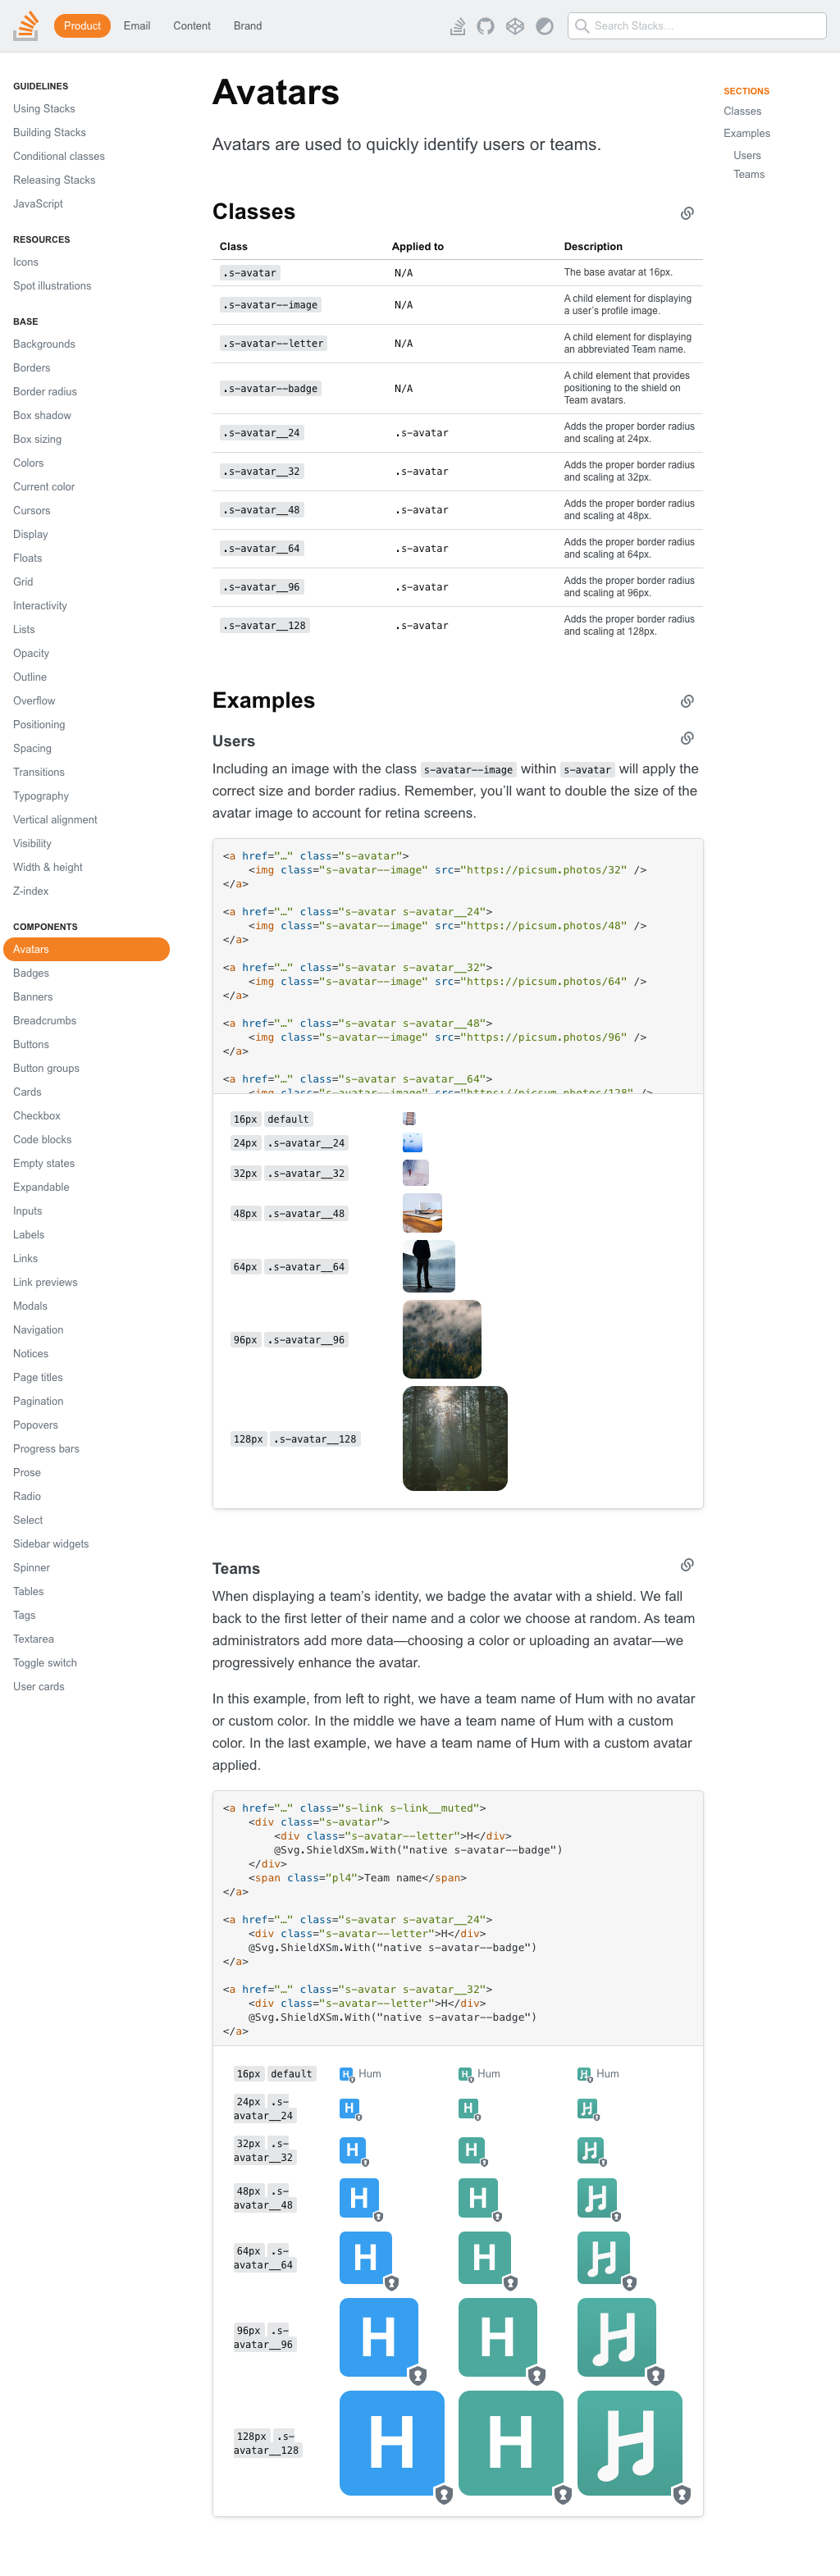 Product Email Content Brand Search Stacks…
GUIDELINES
Using Stacks
Building Stacks
Conditional classes
Releasing Stacks
JavaScript
RESOURCES
Icons
Spot illustrations
BASE
Backgrounds
Borders
Border radius
Box shadow
Box sizing
Colors
Current color
Cursors
Display
Floats
Grid
Interactivity
Lists
Opacity
Outline
Overflow
Positioning
Spacing
Transitions
Typography
Vertical alignment
Visibility
Width & height
Z-index
COMPONENTS
Avatars
Badges
Banners
Breadcrumbs
Buttons
Button groups
Cards
Checkbox
Code blocks
Empty states
Expandable
Inputs
Labels
Links
Link previews
Modals
Navigation
Notices
Page titles
Pagination
Popovers
Progress bars
Prose
Radio
Select
Sidebar widgets
Spinner
Tables
Tags
Textarea
Toggle switch
User cards
Avatars
Avatars are used to quickly identify users or teams.
Classes
Class Applied to Description
.s-avatar N/A The base avatar at 16px.
.s-avatar--image N/A A child element for displaying
a user’s profile image.
.s-avatar--letter N/A A child element for displaying
an abbreviated Team name.
.s-avatar--badge N/A A child element that provides
positioning to the shield on
Team avatars.
.s-avatar__24 .s-avatar Adds the proper border radius
and scaling at 24px.
.s-avatar__32 .s-avatar Adds the proper border radius
and scaling at 32px.
.s-avatar__48 .s-avatar Adds the proper border radius
and scaling at 48px.
.s-avatar__64 .s-avatar Adds the proper border radius
and scaling at 64px.
.s-avatar__96 .s-avatar Adds the proper border radius
and scaling at 96px.
.s-avatar__128 .s-avatar Adds the proper border radius
and scaling at 128px.
Examples
Users
Including an image with the class s-avatar--image within s-avatar will apply the
correct size and border radius. Remember, you’ll want to double the size of the
avatar image to account for retina screens.
<a href="…" class="s-avatar">
<img class="s-avatar--image" src="https://picsum.photos/32" />
</a>
<a href="…" class="s-avatar s-avatar__24">
<img class="s-avatar--image" src="https://picsum.photos/48" />
</a>
<a href="…" class="s-avatar s-avatar__32">
<img class="s-avatar--image" src="https://picsum.photos/64" />
</a>
<a href="…" class="s-avatar s-avatar__48">
<img class="s-avatar--image" src="https://picsum.photos/96" />
</a>
<a href="…" class="s-avatar s-avatar__64">
<img class="s-avatar--image" src="https://picsum.photos/128" />
16px default
24px .s-avatar__24
32px .s-avatar__32
48px .s-avatar__48
64px .s-avatar__64
96px .s-avatar__96
128px .s-avatar__128
Teams
When displaying a team’s identity, we badge the avatar with a shield. We fall
back to the first letter of their name and a color we choose at random. As team
administrators add more data—choosing a color or uploading an avatar—we
progressively enhance the avatar.
In this example, from left to right, we have a team name of Hum with no avatar
or custom color. In the middle we have a team name of Hum with a custom
color. In the last example, we have a team name of Hum with a custom avatar
applied.
<a href="…" class="s-link s-link__muted">
<div class="s-avatar">
<div class="s-avatar--letter">H</div>
@Svg.ShieldXSm.With("native s-avatar--badge")
</div>
<span class="pl4">Team name</span>
</a>
<a href="…" class="s-avatar s-avatar__24">
<div class="s-avatar--letter">H</div>
@Svg.ShieldXSm.With("native s-avatar--badge")
</a>
<a href="…" class="s-avatar s-avatar__32">
<div class="s-avatar--letter">H</div>
@Svg.ShieldXSm.With("native s-avatar--badge")
</a>
16px default H Hum H Hum Hum
24px .s-
avatar__24 H H
32px .s-
avatar__32 H H
48px .s-
avatar__48 H H
64px .s-
avatar__64 H H
96px .s-
avatar__96 H H
128px .s-
avatar__128 H H
SECTIONS
Classes
Examples
Users
Teams